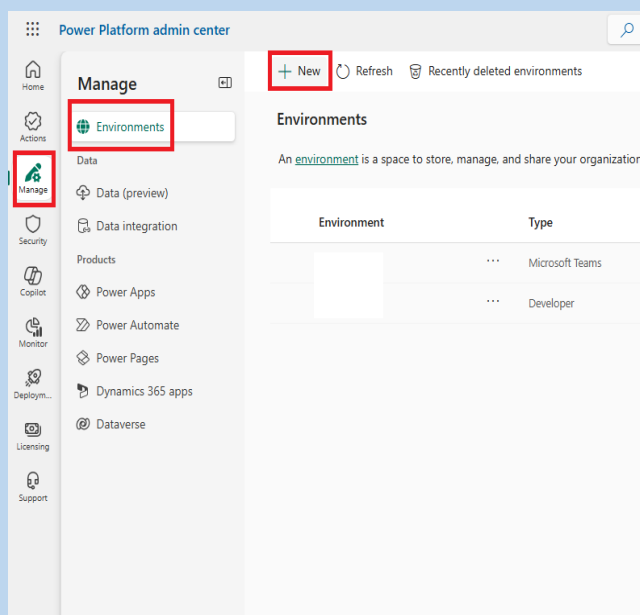 Power Platform admin center
Home
Actions
Manage
Security
Copilot
Monitor
Deploym...
Licensing
Support
Manage
Environments
Data
Data (preview)
Data integration
Products
Power Apps
Power Automate
Power Pages
Dynamics 365 apps
Dataverse
New Refresh Recently deleted environments
Environments
An environment is a space to store, manage, and share your organization
Environment Type
... Microsoft Teams
... Developer